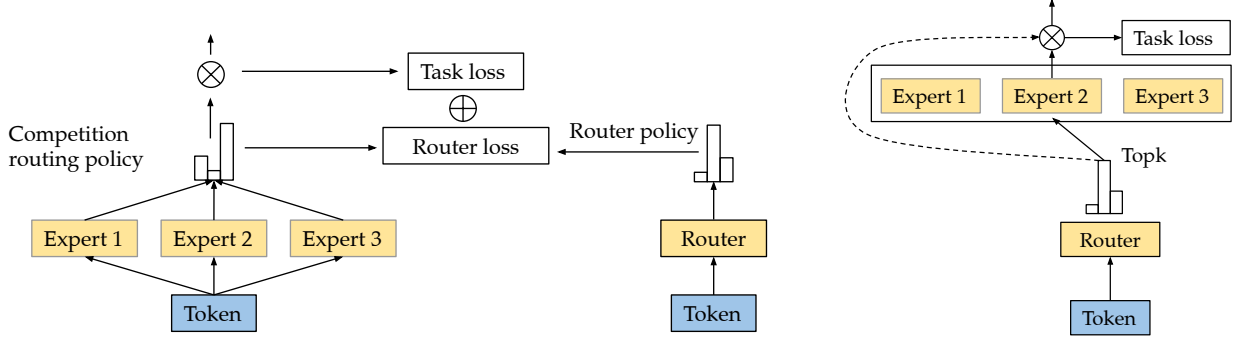 Competition
routing policy
Task loss
Router loss
Expert 1
Expert 2
Expert 3
Token
Router policy
Router
Token
Task loss
Expert 1
Expert 2
Expert 3
Topk
Router
Token